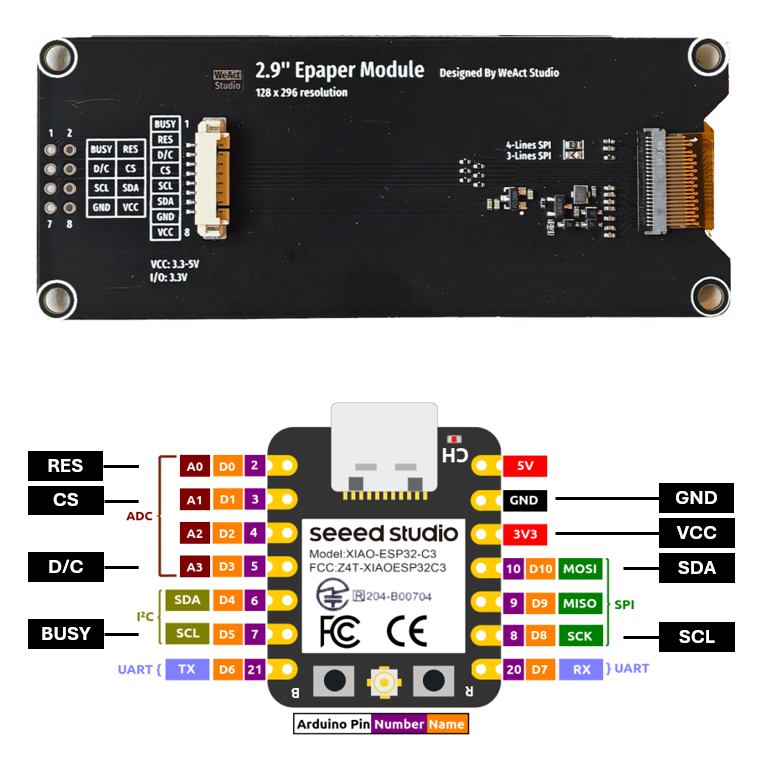 WeAct
Studio
2.9" Epaper Module
Designed By WeAct Studio
128 x 296 resolution
1 2
BUSY RES
D/C CS
SCL SDA
GND VCC
7 8
BUSY 1
RES
D/C
CS
SCL
SDA
GND
VCC 8
VCC: 3.3-5V
I/O: 3.3V
4-Lines SPI
3-Lines SPI
CH
RES
A0 D0 2
5V
CS
A1 D1 3
GND
GND
ADC
A2 D2 4
3V3
VCC
D/C
A3 D3 5
10 D10 MOSI
SDA
I²C
SDA D4 6
9 D9 MISO
SPI
BUSY
SCL D5 7
8 D8 SCK
SCL
UART { TX D6 21
20 D7 RX } UART
seeed studio
Model:XIAO-ESP32-C3
FCC:Z4T-XIAOESP32C3
R 204-B00704
FC CE
B
R
Arduino Pin Number Name